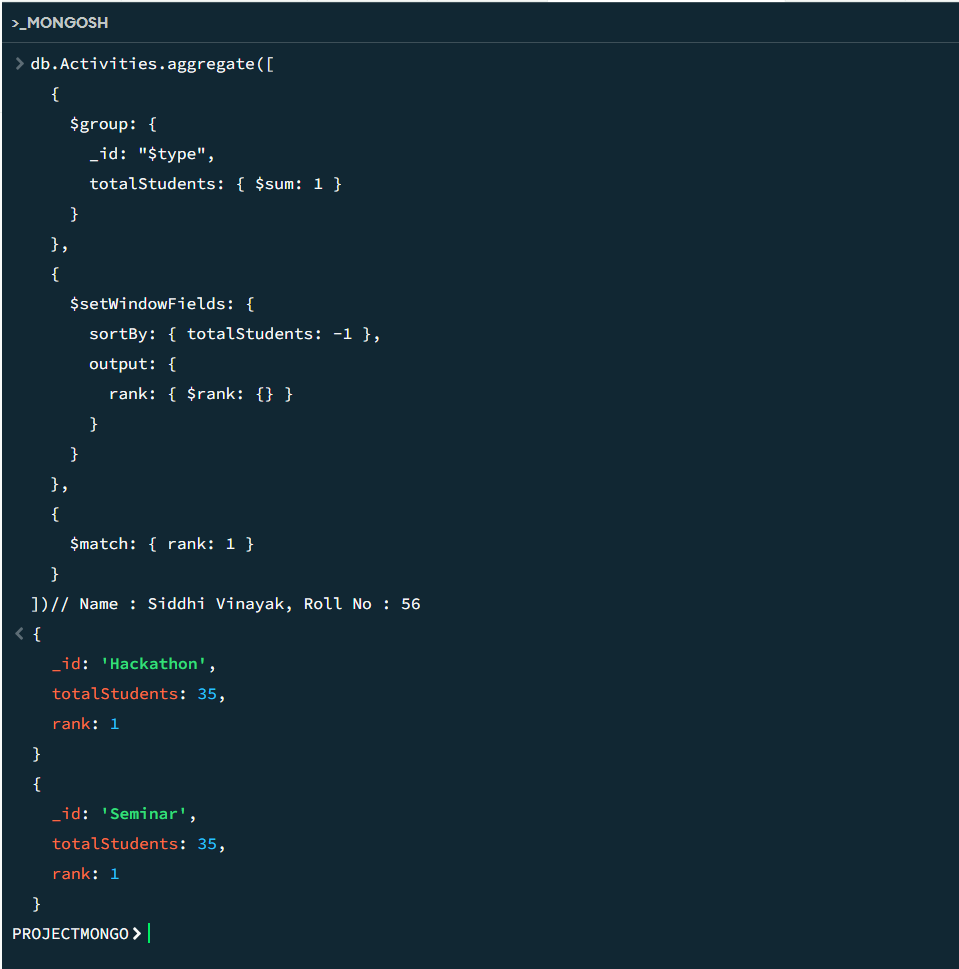 >_MONGOSH
> db.Activities.aggregate([
    {
      $group: {
        _id: "$type",
        totalStudents: { $sum: 1 }
      }
    },
    {
      $setWindowFields: {
        sortBy: { totalStudents: -1 },
        output: {
          rank: { $rank: {} }
        }
      }
    },
    {
      $match: { rank: 1 }
    }
  ])// Name : Siddhi Vinayak, Roll No : 56
< {
    _id: 'Hackathon',
    totalStudents: 35,
    rank: 1
  }
  {
    _id: 'Seminar',
    totalStudents: 35,
    rank: 1
  }
PROJECTMONGO>